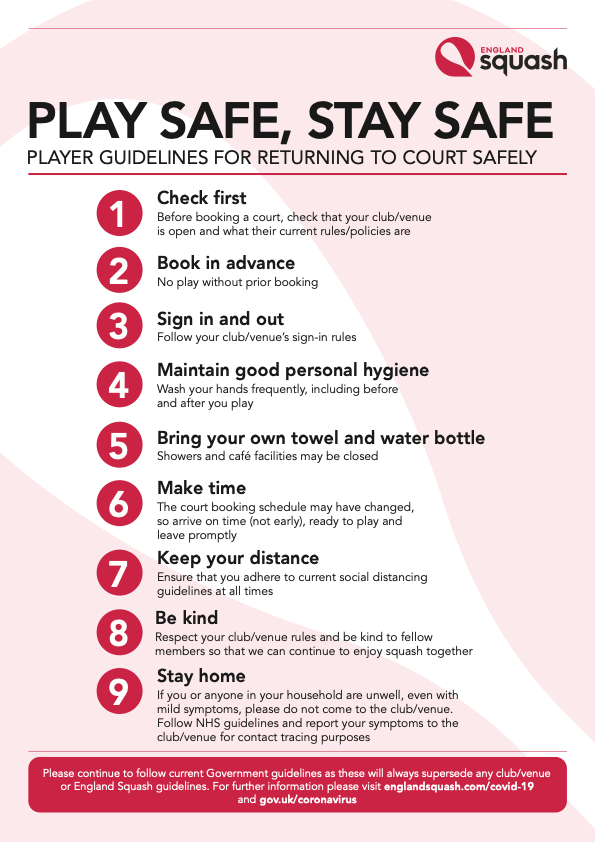 ENGLAND
squash
PLAY SAFE, STAY SAFE
PLAYER GUIDELINES FOR RETURNING TO COURT SAFELY
1
Check first
Before booking a court, check that your club/venue
is open and what their current rules/policies are
2
Book in advance
No play without prior booking
3
Sign in and out
Follow your club/venue's sign-in rules
4
Maintain good personal hygiene
Wash your hands frequently, including before
and after you play
5
Bring your own towel and water bottle
Showers and café facilities may be closed
6
Make time
The court booking schedule may have changed,
so arrive on time (not early), ready to play and
leave promptly
7
Keep your distance
Ensure that you adhere to current social distancing
guidelines at all times
8
Be kind
Respect your club/venue rules and be kind to fellow
members so that we can continue to enjoy squash together
9
Stay home
If you or anyone in your household are unwell, even with
mild symptoms, please do not come to the club/venue.
Follow NHS guidelines and report your symptoms to the
club/venue for contact tracing purposes
Please continue to follow current Government guidelines as these will always supersede any club/venue
or England Squash guidelines. For further information please visit englandsquash.com/covid-19
and gov.uk/coronavirus